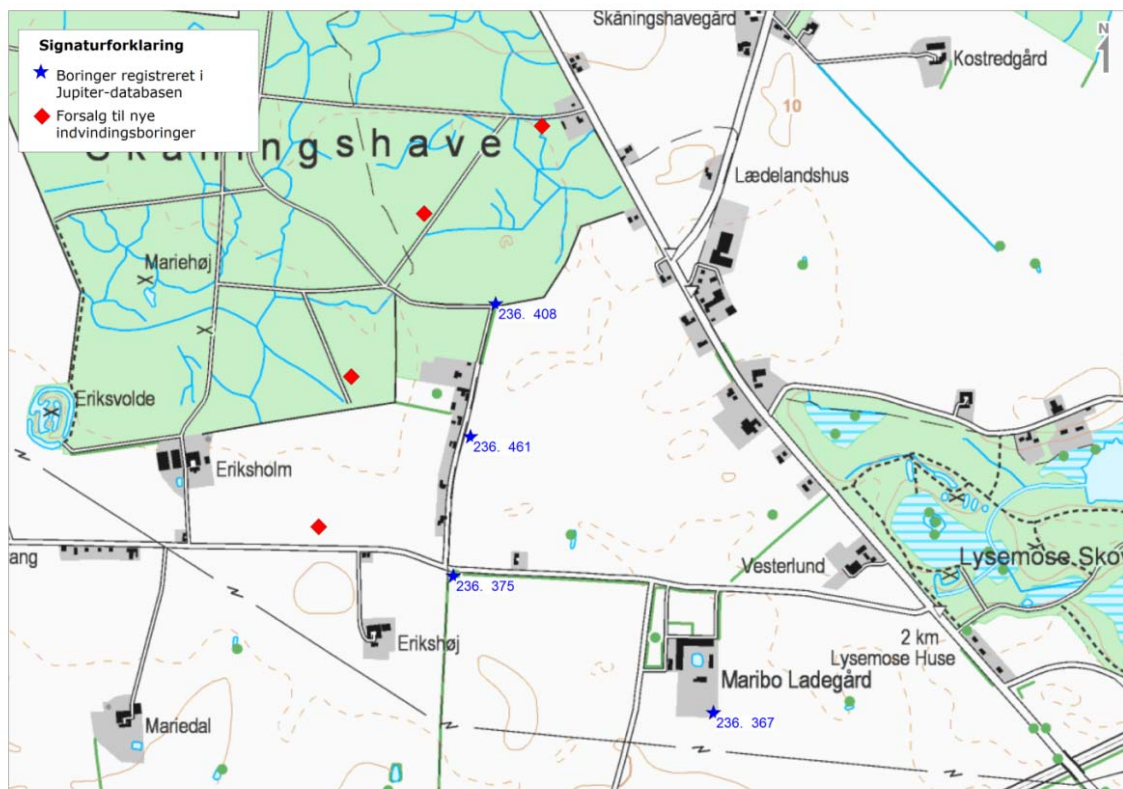 Signaturforklaring
Boringer registreret i
Jupiter-databasen
Forsalg til nye
indvindingsboringer
Skåningshavegård
Kostredgård
N
10
Skåningshave
Lædelandshus
Mariehøj
236. 408
Eriksvolde
236. 461
Eriksholm
ang
Vesterlund
Lysemose Skov
236. 375
Erikshøj
2 km
Lysemose Huse
Maribo Ladegård
Mariedal
236. 367